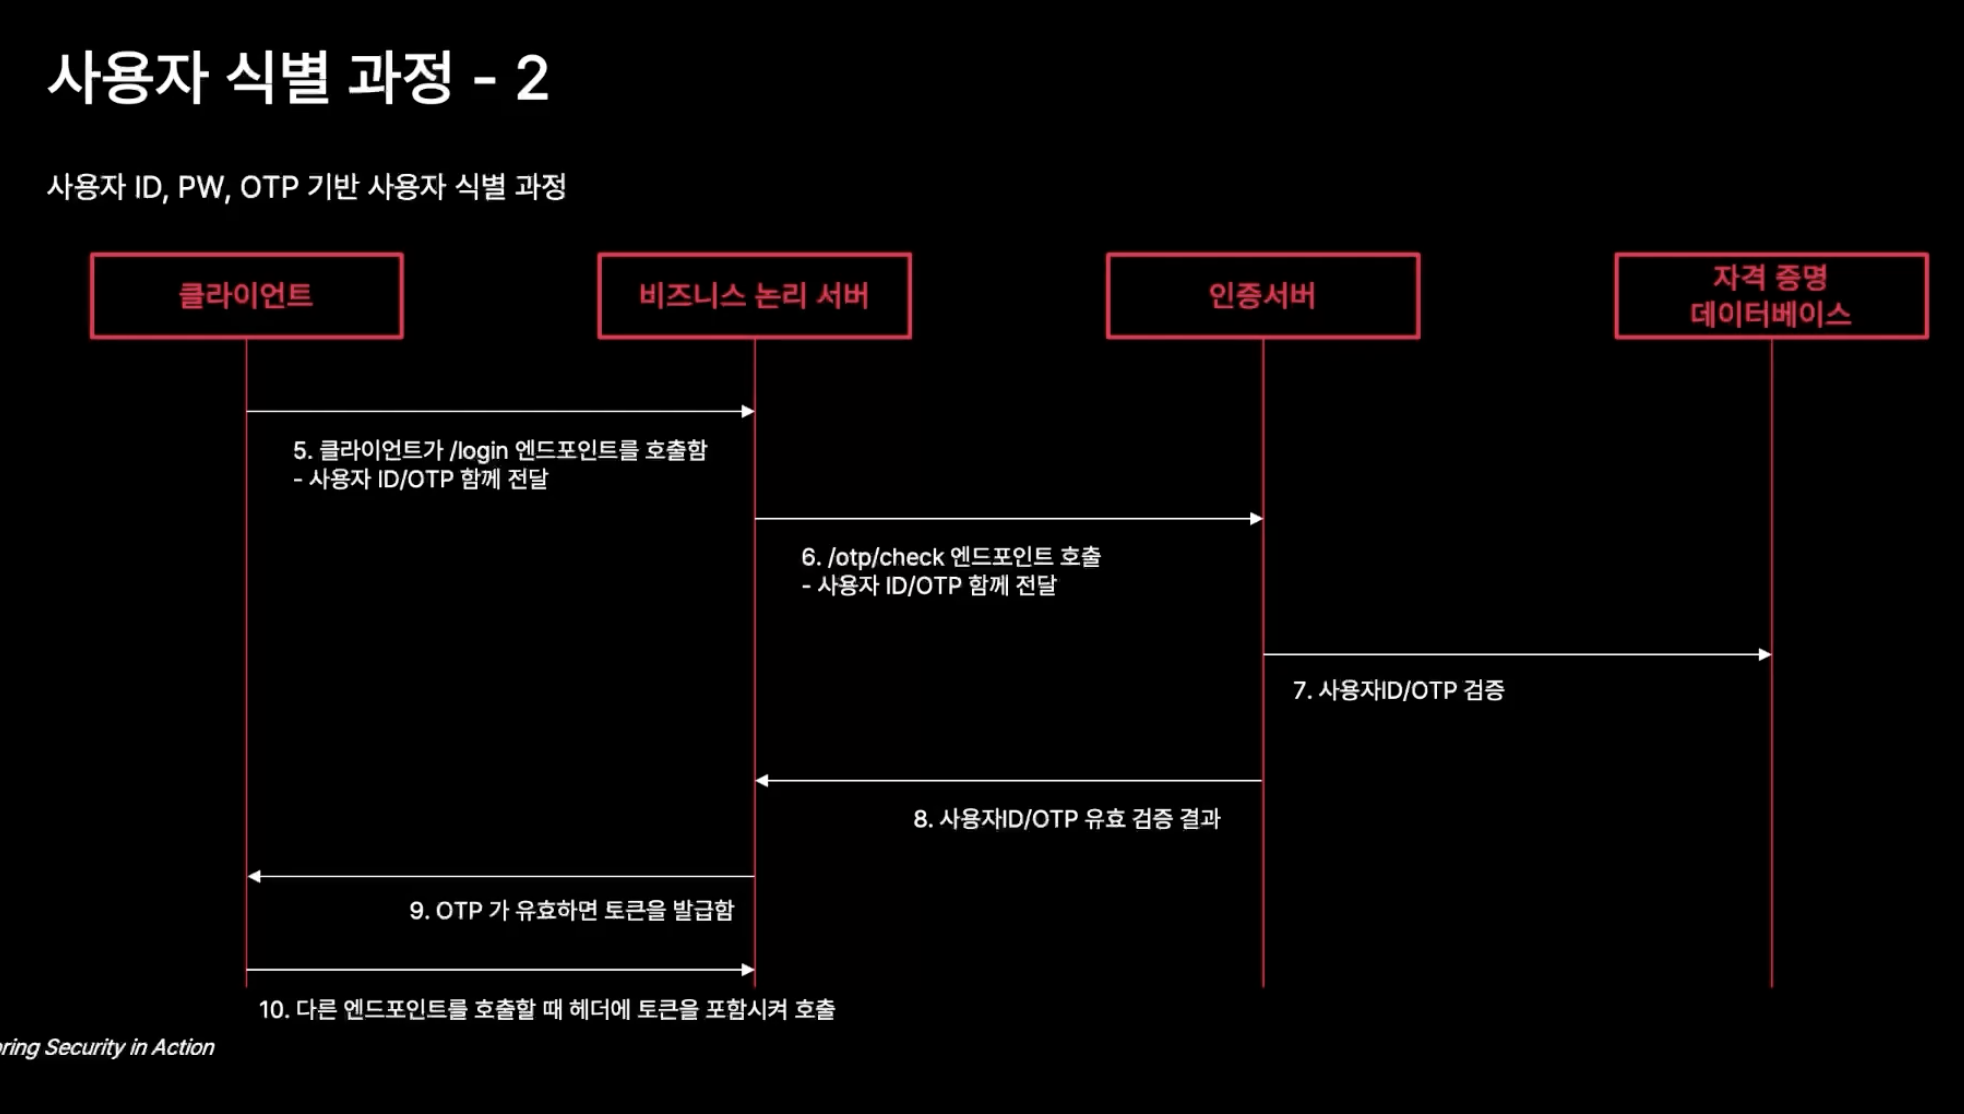 사용자 식별 과정 - 2
사용자 ID, PW, OTP 기반 사용자 식별 과정
클라이언트
비즈니스 논리 서버
인증서버
자격 증명
데이터베이스
5. 클라이언트가 /login 엔드포인트를 호출함
- 사용자 ID/OTP 함께 전달
6. /otp/check 엔드포인트 호출
- 사용자 ID/OTP 함께 전달
7. 사용자ID/OTP 검증
8. 사용자ID/OTP 유효 검증 결과
9. OTP 가 유효하면 토큰을 발급함
10. 다른 엔드포인트를 호출할 때 헤더에 토큰을 포함시켜 호출
Security in Action